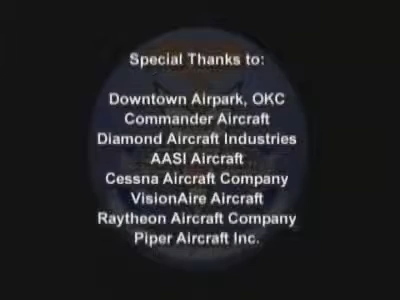 Special Thanks to:
Downtown Airpark, OKC
Commander Aircraft
Diamond Aircraft Industries
AASI Aircraft
Cessna Aircraft Company
VisionAire Aircraft
Raytheon Aircraft Company
Piper Aircraft Inc.